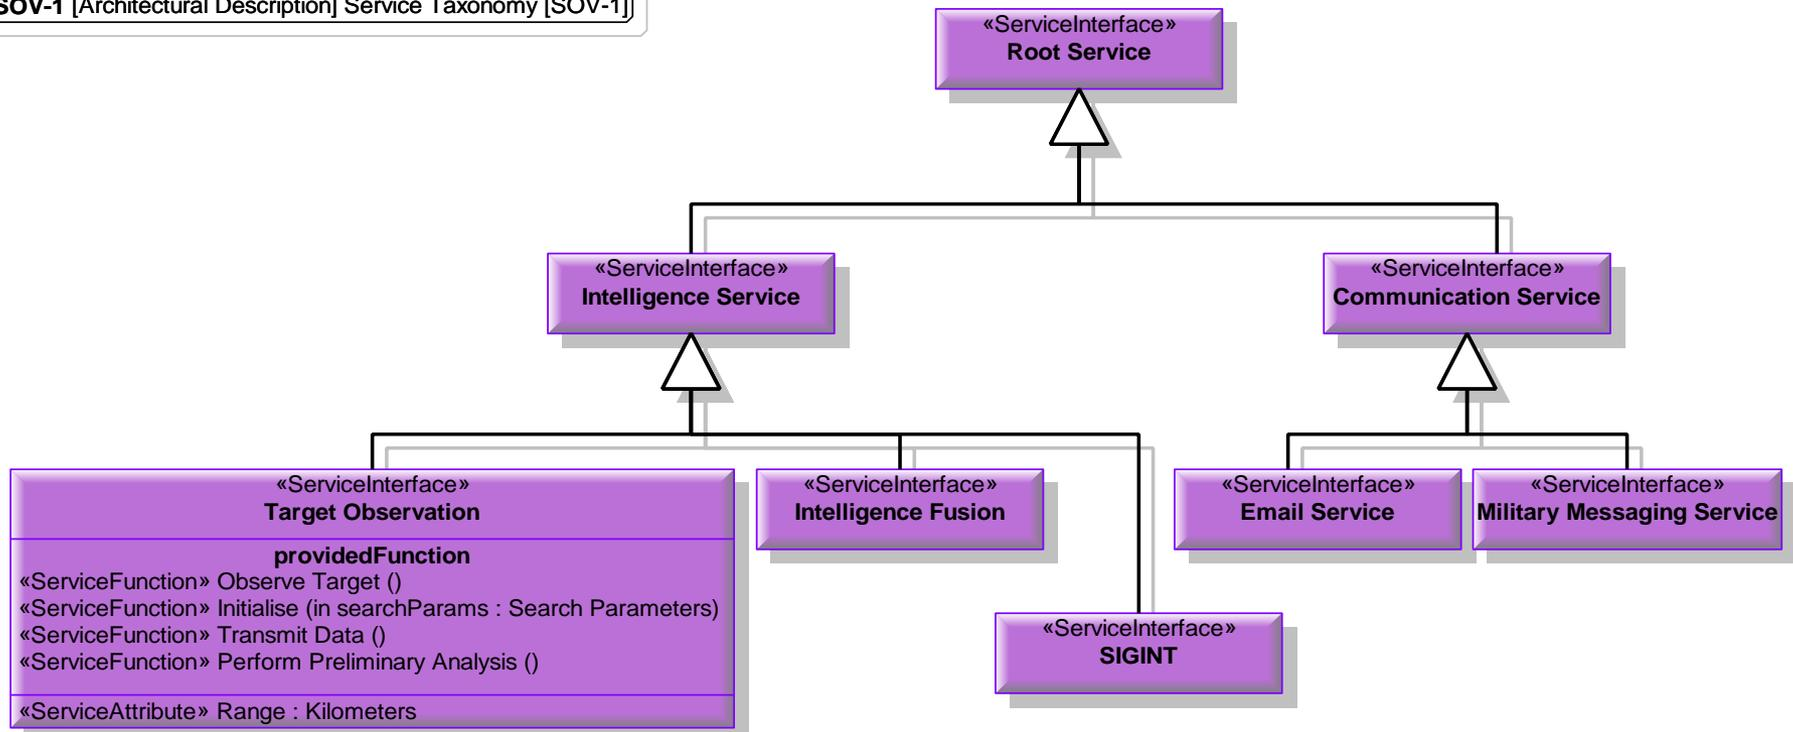 SOV-1 [Architectural Description] Service Taxonomy [SOV-1]
«ServiceInterface»
Root Service
«ServiceInterface»
Intelligence Service
«ServiceInterface»
Communication Service
«ServiceInterface»
Target Observation
providedFunction
«ServiceFunction» Observe Target ()
«ServiceFunction» Initialise (in searchParams : Search Parameters)
«ServiceFunction» Transmit Data ()
«ServiceFunction» Perform Preliminary Analysis ()
«ServiceAttribute» Range : Kilometers
«ServiceInterface»
Intelligence Fusion
«ServiceInterface»
SIGINT
«ServiceInterface»
Email Service
«ServiceInterface»
Military Messaging Service